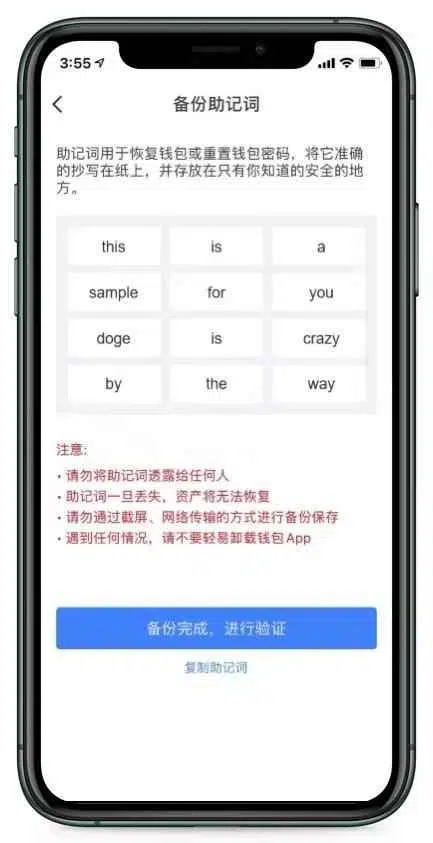 3:55
备份助记词
助记词用于恢复钱包或重置钱包密码，将它准确
的抄写在纸上，并存放在只有你知道的安全的地
方。
this is a
sample for you
doge is crazy
by the way
注意:
• 请勿将助记词透露给任何人
• 助记词一旦丢失，资产将无法恢复
• 请勿通过截屏、网络传输的方式进行备份保存
• 遇到任何情况，请不要轻易卸载钱包App
备份完成，进行验证
复制助记词